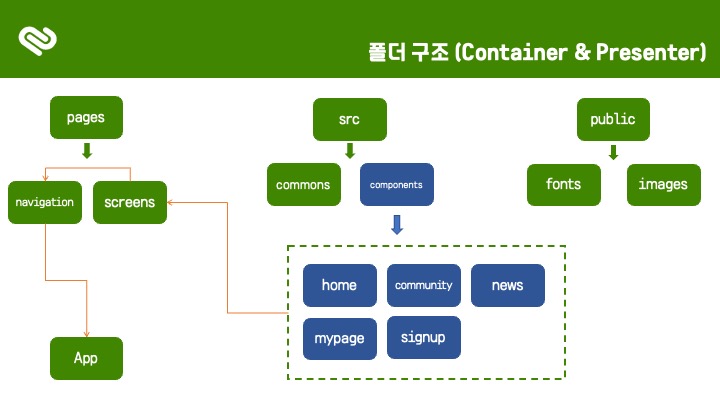 폴더 구조 (Container & Presenter)
pages
src
public
navigation
screens
commons
components
fonts
images
home
community
news
mypage
signup
App